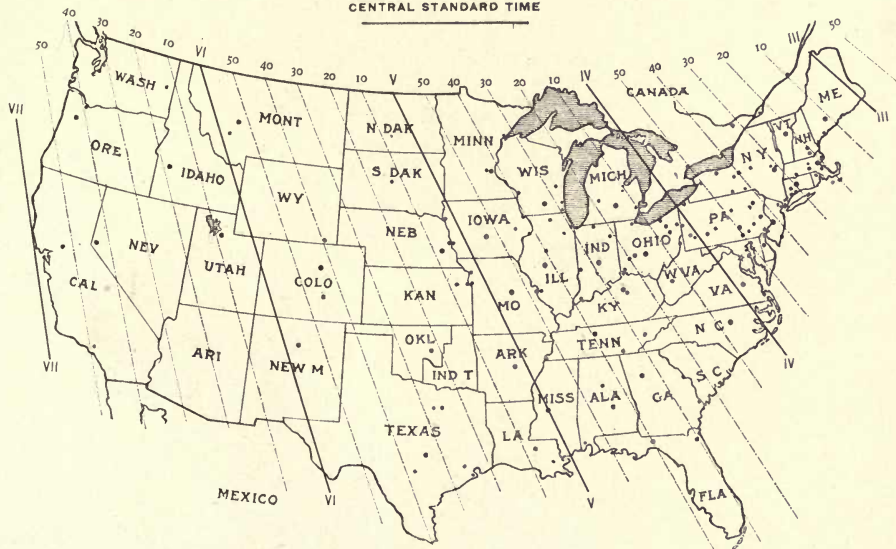 CENTRAL STANDARD TIME
40 30 20 10 VI 50 40 30 20 10 V 50 40 30 20 10 IV 50 40 30 20 10 III 50
50
VII
III
CANADA
WASH
MONT
N DAK
MINN
ME
VT
NH
ORE
IDAHO
S DAK
WIS
MICH
N Y
WY
IOWA
PA
NEB
NEV
UTAH
COLO
ILL
IND
OHIO
W VA
CAL
KAN
MO
KY
VA
VII
ARI
NEW M
OKL
IND T
ARK
TENN
N C
IV
S C
TEXAS
LA
MISS
ALA
GA
MEXICO
VI
V
FLA